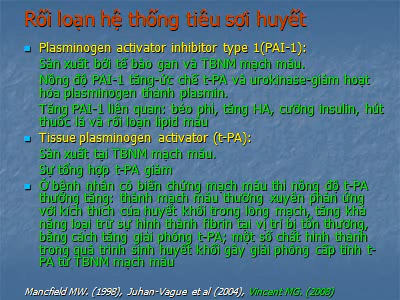 Rối loạn hệ thống tiêu sợi huyết
Plasminogen activator inhibitor type 1(PAI-1):
Sản xuất bởi tế bào gan và TBNM mạch máu.
Nồng độ PAI-1 tăng-ức chế t-PA và urokinase-giảm hoạt
hóa plasminogen thành plasmin.
Tăng PAI-1 liên quan: béo phì, tăng HA, cường insulin, hút
thuốc lá và rối loạn lipid máu
Tissue plasminogen activator (t-PA):
Sản xuất tại TBNM mạch máu.
Sự tổng hợp t-PA giảm
Ở bệnh nhân có biến chứng mạch máu thì nồng độ t-PA
thường tăng: thành mạch máu thường xuyên phản ứng
với kích thích của huyết khối trong lòng mạch, tăng khả
năng loại trừ sự hình thành fibrin tại vị trí bị tổn thương,
bằng cách tăng giải phóng t-PA; một số chất hình thành
trong quá trình sinh huyết khối gây giải phóng cấp tính t-
PA từ TBNM mạch máu
Mancfield MW. (1998), Juhan-Vague et al (2004), Vincent MG. (2003)